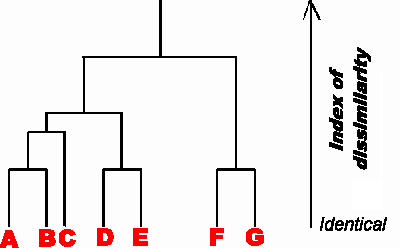 Index of
dissimilarity
Identical
A B C D E F G